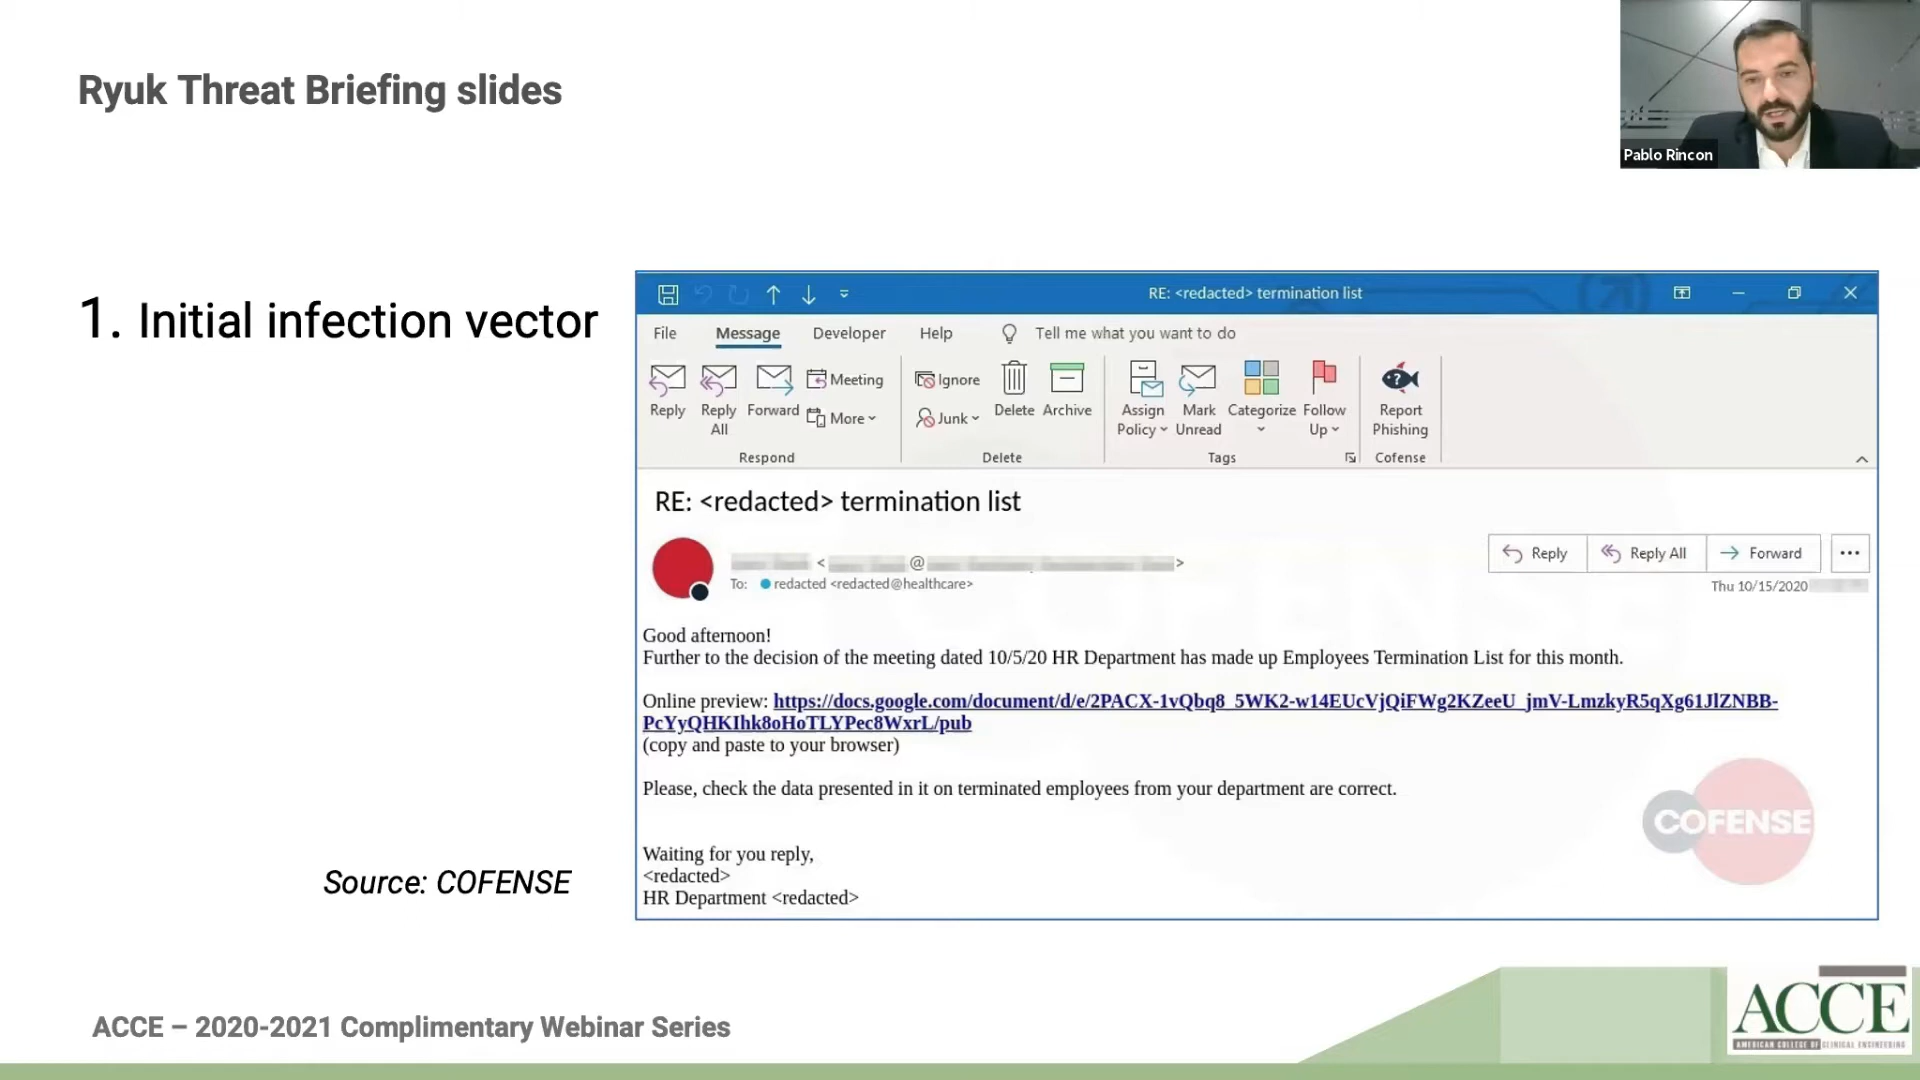 Ryuk Threat Briefing slides
Pablo Rincon
1. Initial infection vector
RE: <redacted> termination list
File Message Developer Help Tell me what you want to do
Reply
Reply All
Forward
Meeting
More
Respond
Ignore
Junk
Delete
Archive
Delete
Assign Policy
Mark Unread
Categorize
Follow Up
Tags
Report Phishing
Cofense
RE: <redacted> termination list
< @ >
To: redacted <redacted@healthcare>
Reply Reply All Forward ...
Thu 10/15/2020
Good afternoon!
Further to the decision of the meeting dated 10/5/20 HR Department has made up Employees Termination List for this month.
Online preview: https://docs.google.com/document/d/e/2PACX-1vQbq8_5WK2-w14EUcVjQiFWg2KZeeU_jmV-LmzkyR5qXg61JlZNBB-
PcYyQHKIhk8oHoTLYPec8WxrL/pub
(copy and paste to your browser)
Please, check the data presented in it on terminated employees from your department are correct.
COFENSE
Waiting for you reply,
<redacted>
HR Department <redacted>
Source: COFENSE
ACCE – 2020-2021 Complimentary Webinar Series
ACCE
AMERICAN COLLEGE OF CLINICAL ENGINEERING